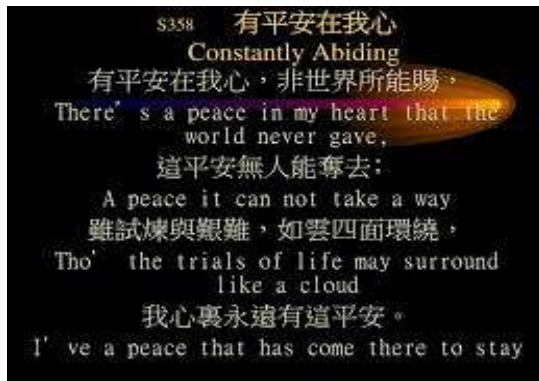 S358 有平安在我心
Constantly Abiding
有平安在我心，非世界所能賜，
There's a peace in my heart that the
world never gave,
這平安無人能奪去:
A peace it can not take a way
雖試煉與艱難，如雲四面環繞，
Tho' the trials of life may surround
like a cloud
我心裏永遠有這平安。
I've a peace that has come there to stay